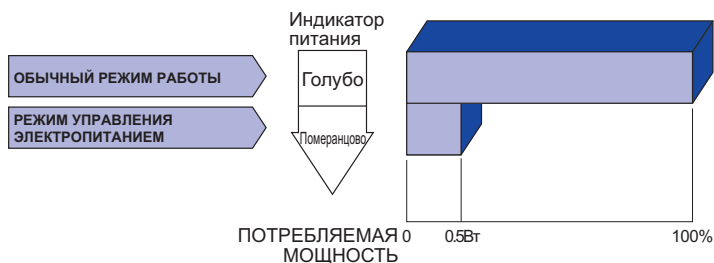 Индикатор
питания
ОБЫЧНЫЙ РЕЖИМ РАБОТЫ
Голубо
РЕЖИМ УПРАВЛЕНИЯ
ЭЛЕКТРОПИТАНИЕМ
Померанцово
ПОТРЕБЛЯЕМАЯ
МОЩНОСТЬ
0 0.5Вт 100%